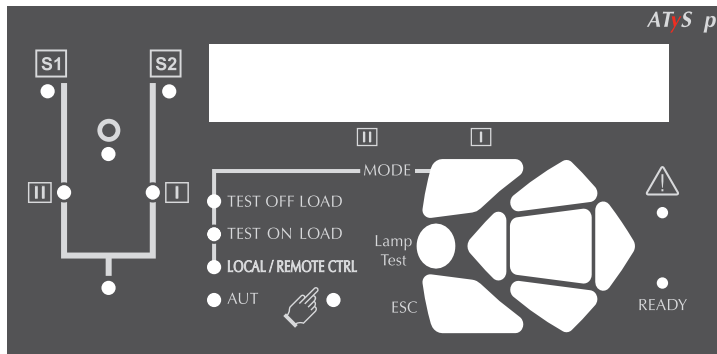 ATyS p
S1
S2
II
I
II
I
MODE
TEST OFF LOAD
TEST ON LOAD
Lamp
Test
LOCAL / REMOTE CTRL
AUT
ESC
READY